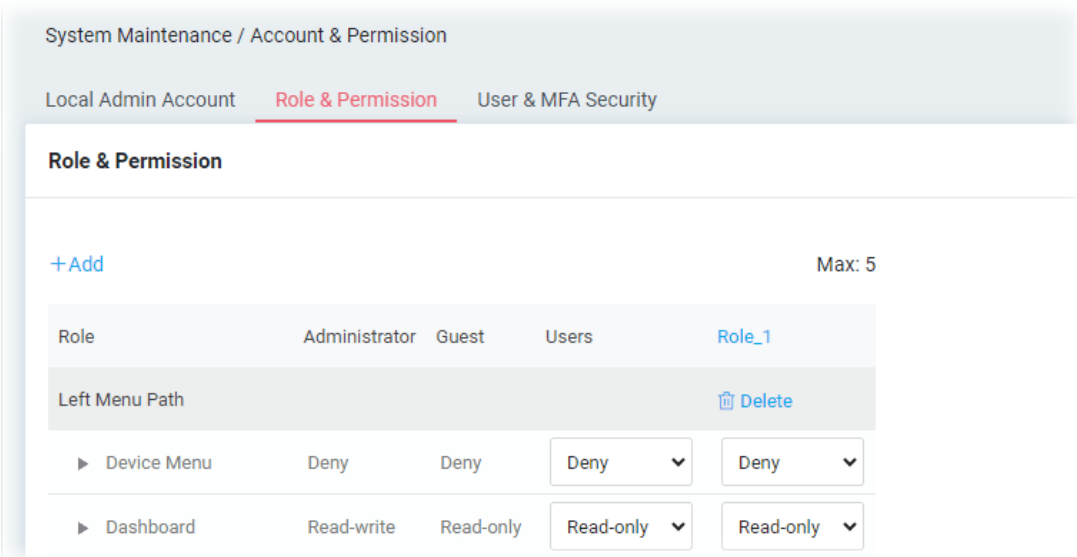 System Maintenance / Account & Permission
Local Admin Account Role & Permission User & MFA Security
Role & Permission
+Add Max: 5
Role Administrator Guest Users Role_1
Left Menu Path Delete
Device Menu Deny Deny Deny Deny
Dashboard Read-write Read-only Read-only Read-only